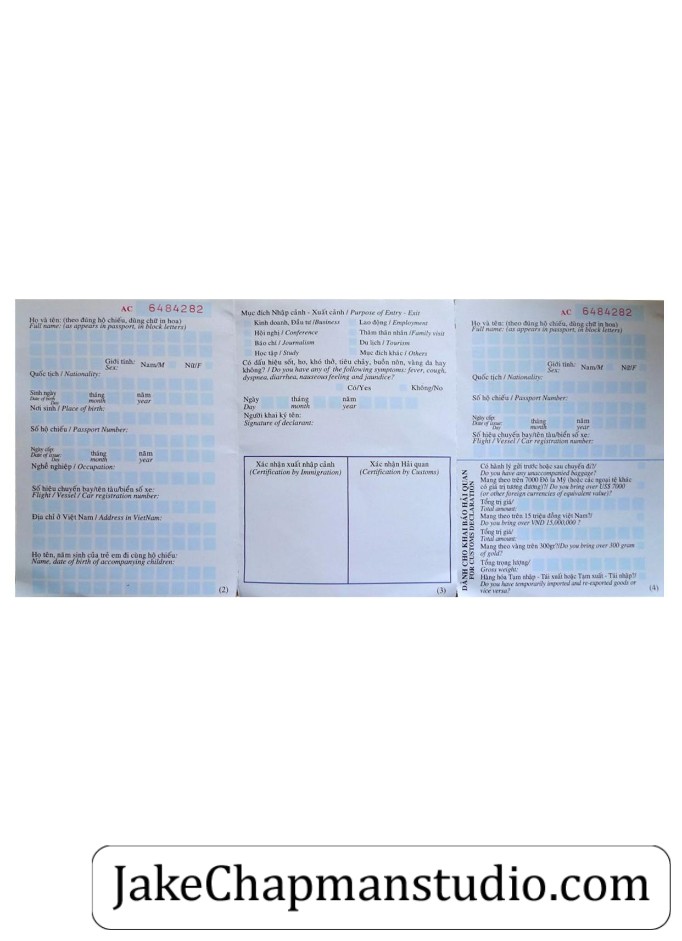 AC 6484282
Họ và tên: (theo đúng hộ chiếu, dùng chữ in hoa)
Full name: (as appears in passport, in block letters)
Giới tính: Nam/M Nữ/F
Sex:
Quốc tịch / Nationality:
Sinh ngày tháng năm
Date of birth Day month year
Nơi sinh / Place of birth:
Số hộ chiếu / Passport Number:
Ngày cấp: tháng năm
Date of issue: Day month year
Nghề nghiệp / Occupation:
Số hiệu chuyến bay/tên tàu/biển số xe:
Flight / Vessel / Car registration number:
Địa chỉ ở Việt Nam / Address in VietNam:
Họ tên, năm sinh của trẻ em đi cùng hộ chiếu:
Name, date of birth of accompanying children:
(2)
Mục đích Nhập cảnh - Xuất cảnh / Purpose of Entry - Exit
Kinh doanh, Đầu tư /Business Lao động / Employment
Hội nghị / Conference Thăm thân nhân /Family visit
Báo chí / Journalism Du lịch / Tourism
Học tập / Study Mục đích khác / Others
Có dấu hiệu sốt, ho, khó thở, tiêu chảy, buồn nôn, vàng da hay
không? / Do you have any of the following symptoms: fever, cough,
dyspnea, diarrhea, nauseous feeling and jaundice?
Có/Yes Không/No
Ngày tháng năm
Day month year
Người khai ký tên:
Signature of declarant:
Xác nhận xuất nhập cảnh
(Certification by Immigration)
Xác nhận Hải quan
(Certification by Customs)
(3)
AC 6484282
Họ và tên: (theo đúng hộ chiếu, dùng chữ in hoa)
Full name: (as appears in passport, in block letters)
Giới tính: Nam/M Nữ/F
Sex:
Quốc tịch / Nationality:
Số hộ chiếu / Passport Number:
Ngày cấp: tháng năm
Date of issue: Day month year
Số hiệu chuyến bay/tên tàu/biển số xe:
Flight / Vessel / Car registration number:
DÀNH CHO KHAI BÁO HẢI QUAN
FOR CUSTOMS DECLARATION
Có hành lý gửi trước hoặc sau chuyến đi?/
Do you have any unaccompanied baggage?
Mang theo trên 7000 Đô la Mỹ (hoặc các ngoại tệ khác
có giá trị tương đương)?/ Do you bring over US$ 7000
(or other foreign currencies of equivalent value)?
Tổng trị giá/
Total amount:
Mang theo trên 15 triệu đồng việt Nam?/
Do you bring over VND 15,000,000 ?
Tổng trị giá/
Total amount:
Mang theo vàng trên 300gr?/Do you bring over 300 gram
of gold?
Tổng trọng lượng/
Gross weight:
Hàng hóa Tạm nhập - Tái xuất hoặc Tạm xuất - Tái nhập?/
Do you have temporarily imported and re-exported goods or
vice versa?
(4)
JakeChapmanstudio.com